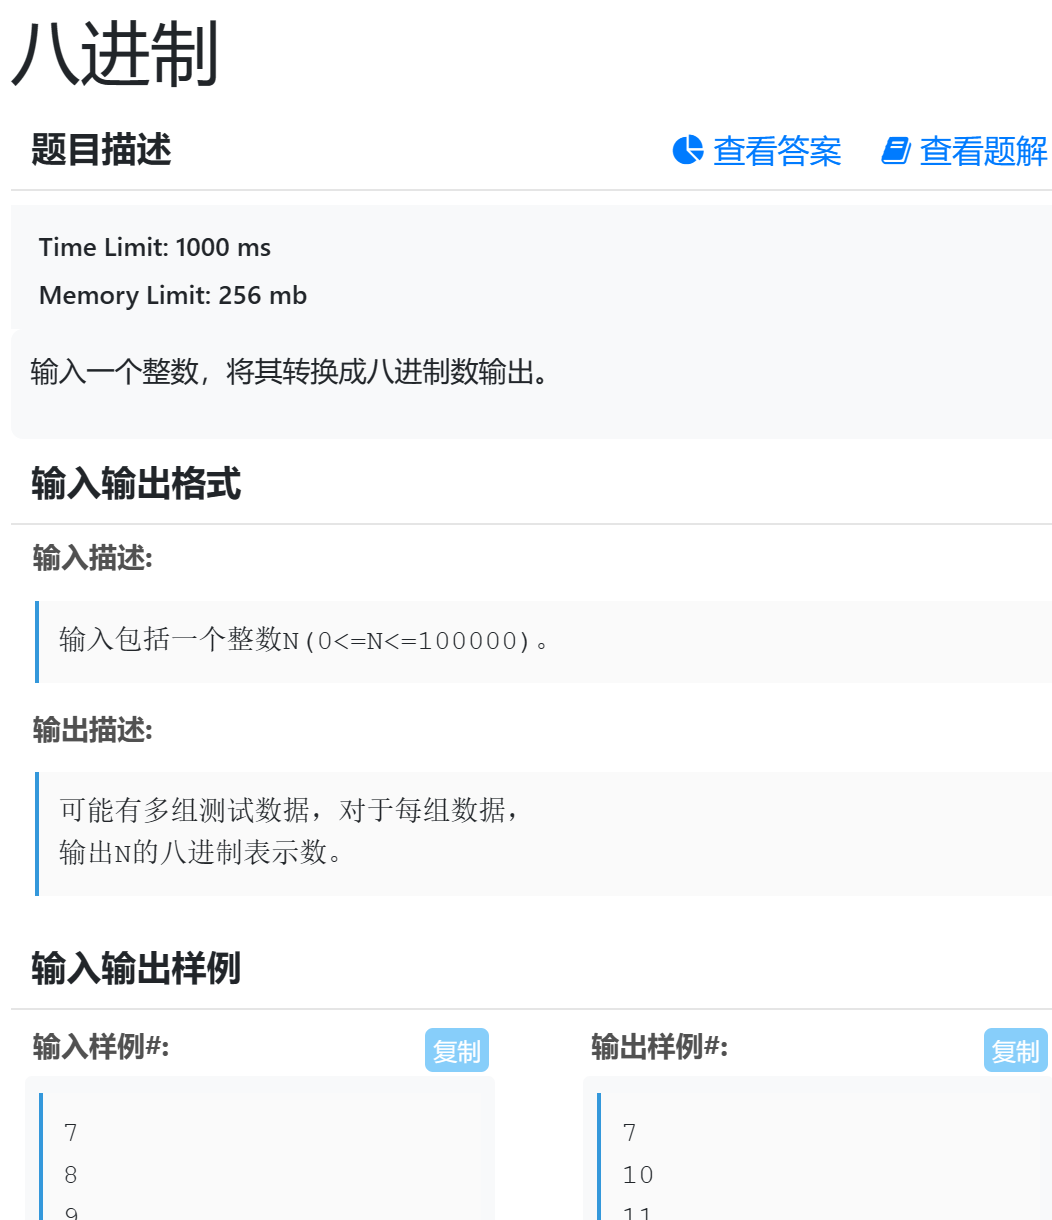 八进制
题目描述
查看答案 查看题解
Time Limit: 1000 ms
Memory Limit: 256 mb
输入一个整数，将其转换成八进制数输出。
输入输出格式
输入描述:
输入包括一个整数N(0<=N<=100000)。
输出描述:
可能有多组测试数据，对于每组数据，
输出N的八进制表示数。
输入输出样例
输入样例#: 复制
7
8
9
输出样例#: 复制
7
10
11